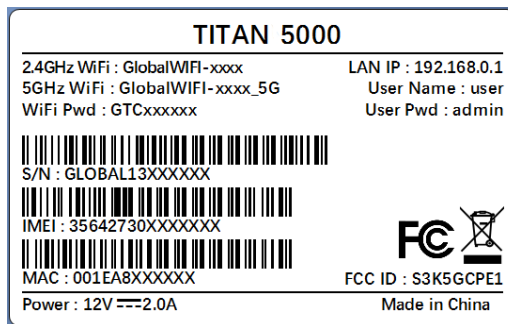 TITAN 5000
2.4GHz WiFi : GlobalWIFI-xxxx
LAN IP : 192.168.0.1
5GHz WiFi : GlobalWIFI-xxxx_5G
User Name : user
WiFi Pwd : GTCxxxxxx
User Pwd : admin
S/N : GLOBAL13XXXXXX
IMEI : 35642730XXXXXXX
FC
MAC : 001EA8XXXXXX
FCC ID : S3K5GCPE1
Power : 12V 2.0A
Made in China